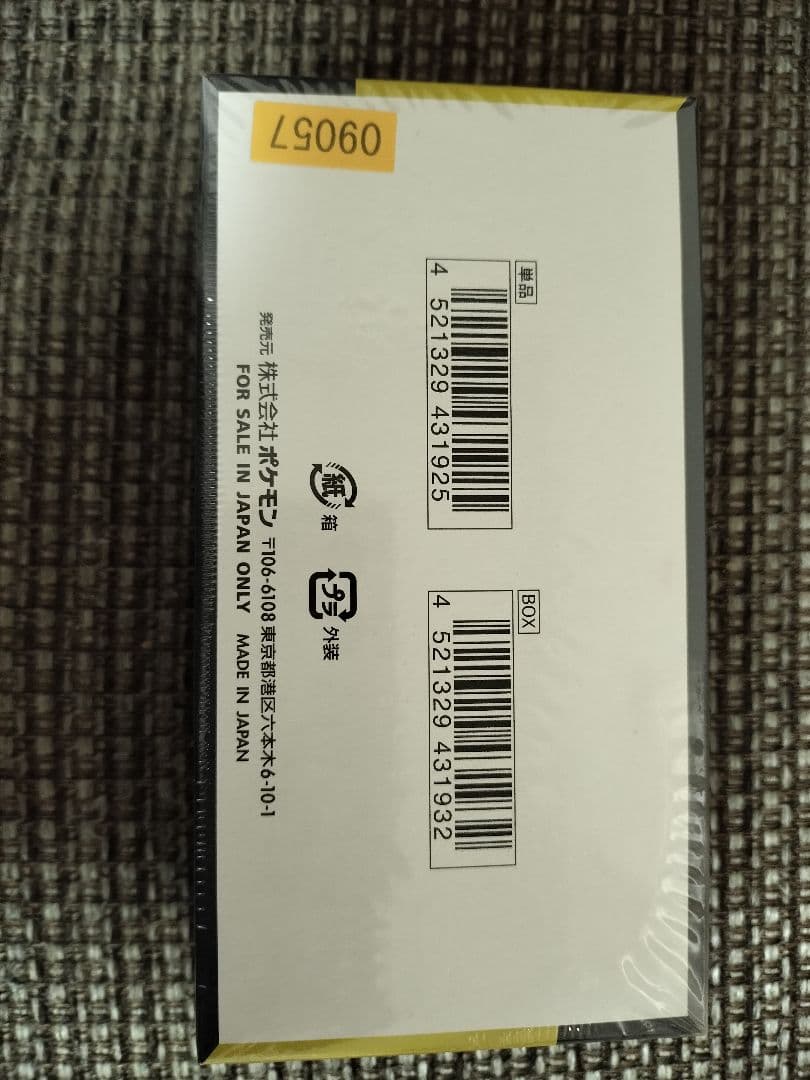 09057
単品
4 521329 431925
BOX
4 521329 431932
紙 箱
プラ 外装
発売元 株式会社 ポケモン 〒106-6108 東京都港区六本木6-10-1
FOR SALE IN JAPAN ONLY MADE IN JAPAN